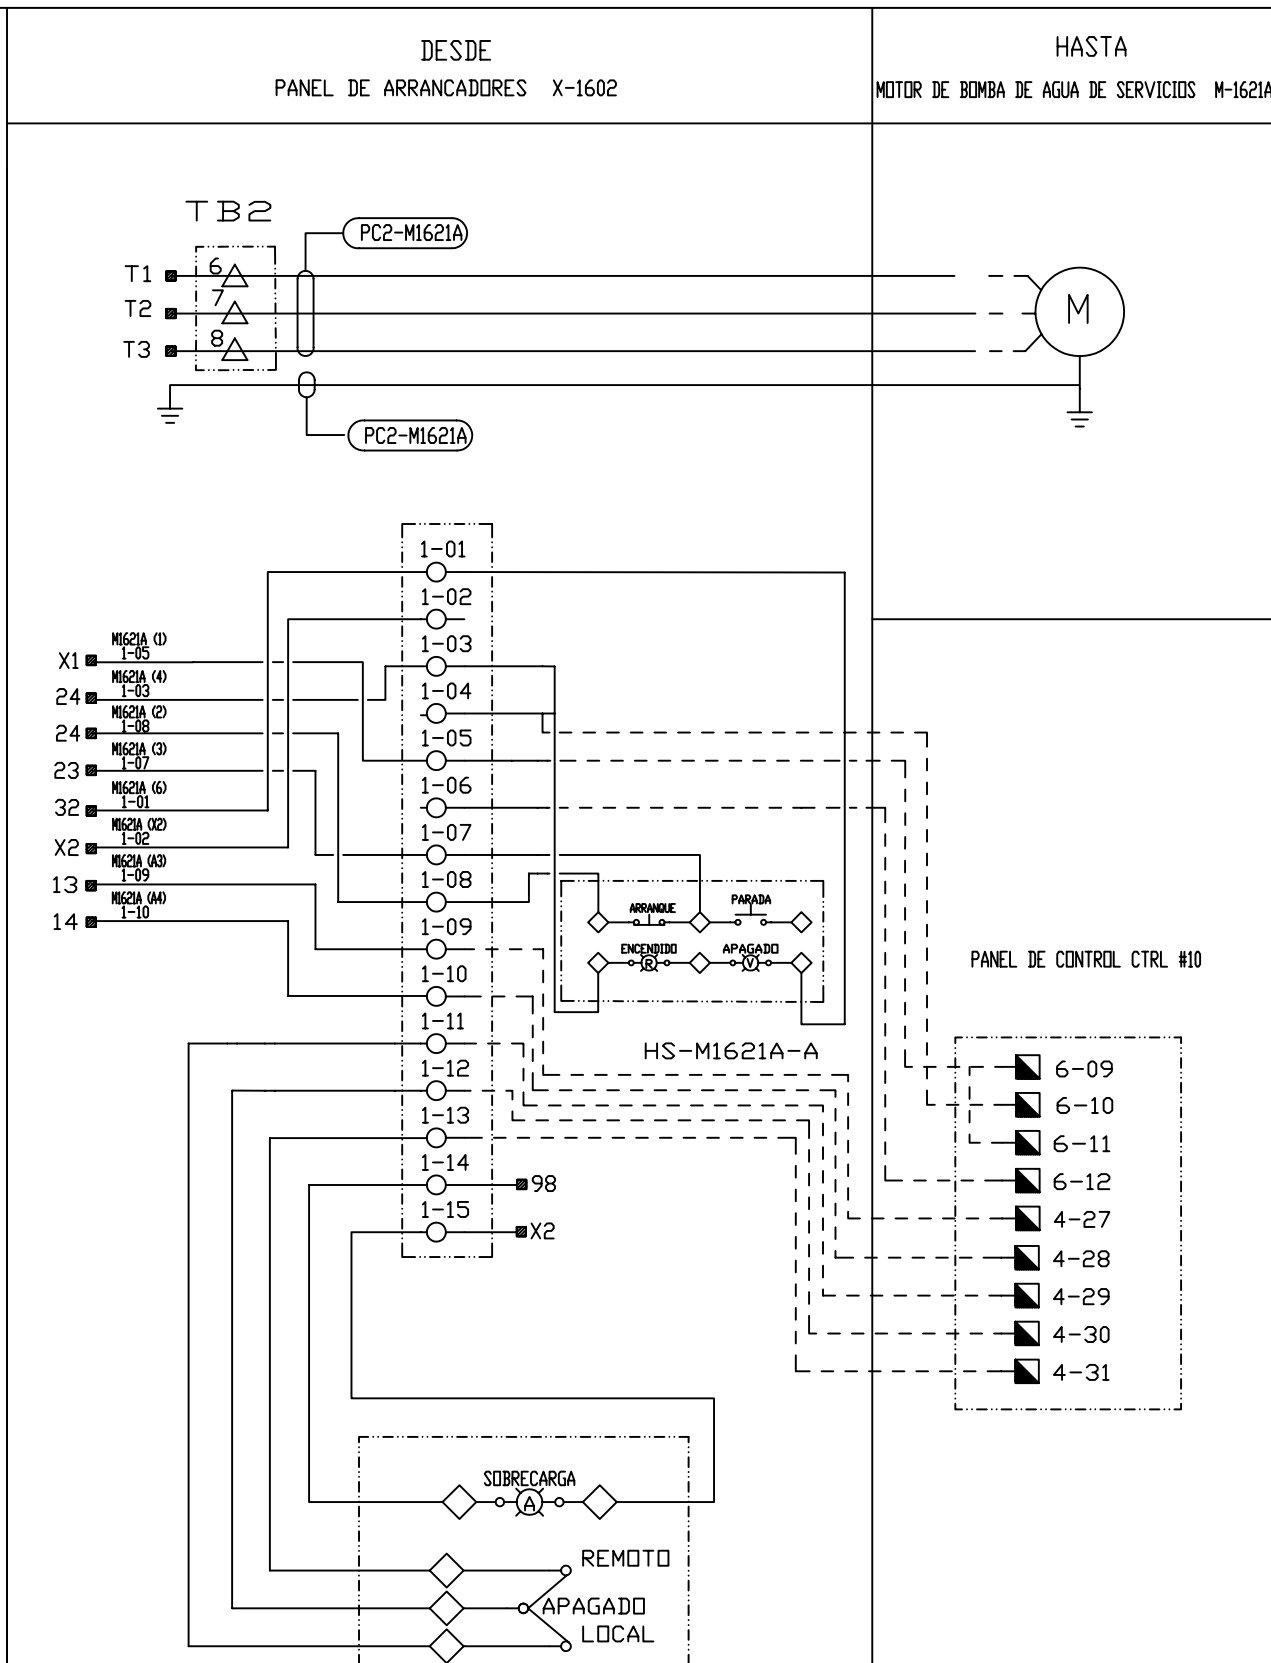 DESDE
PANEL DE ARRANCADORES X-1602
HASTA
MOTOR DE BOMBA DE AGUA DE SERVICIOS M-1621A
TB2
PC2-M1621A
T1
6
T2
7
T3
8
M
PC2-M1621A
1-01
1-02
1-03
1-04
1-05
1-06
1-07
1-08
1-09
1-10
1-11
1-12
1-13
1-14
1-15
X1
M1621A (1)
1-05
24
M1621A (4)
1-03
24
M1621A (2)
1-08
23
M1621A (3)
1-07
32
M1621A (6)
1-01
X2
M1621A (X2)
1-02
13
M1621A (A3)
1-09
14
M1621A (A4)
1-10
98
X2
ARRANQUE
PARADA
ENCENDIDO
R
APAGADO
V
HS-M1621A-A
PANEL DE CONTROL CTRL #10
6-09
6-10
6-11
6-12
4-27
4-28
4-29
4-30
4-31
SOBRECARGA
A
REMOTO
APAGADO
LOCAL